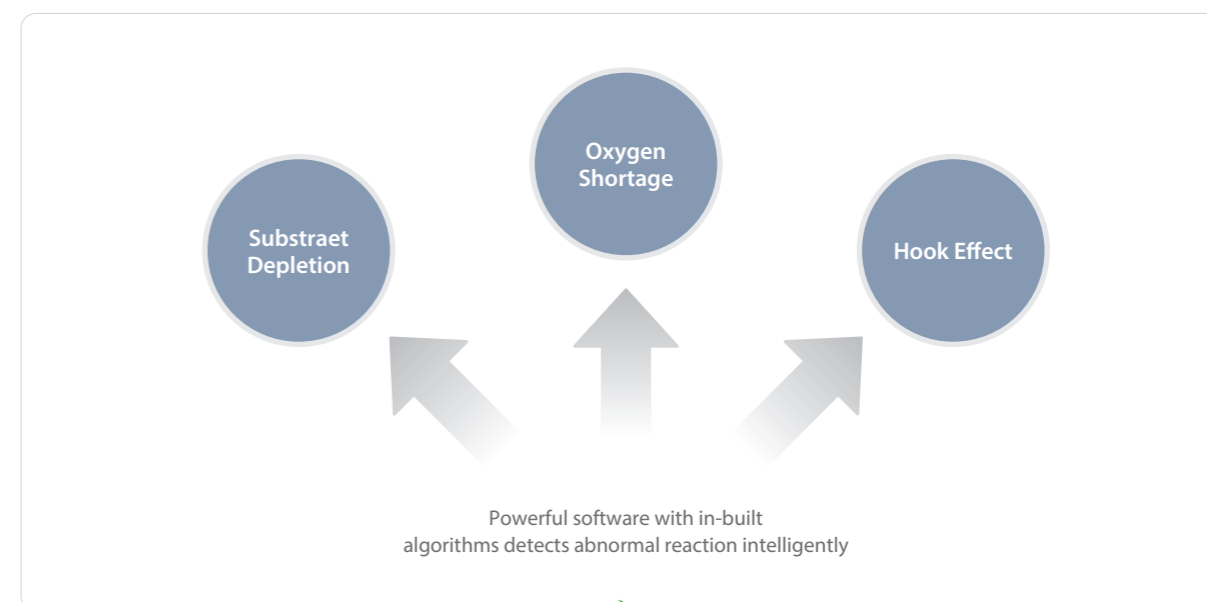 Oxygen
Shortage
Substraet
Depletion
Hook Effect
Powerful software with in-built
algorithms detects abnormal reaction intelligently